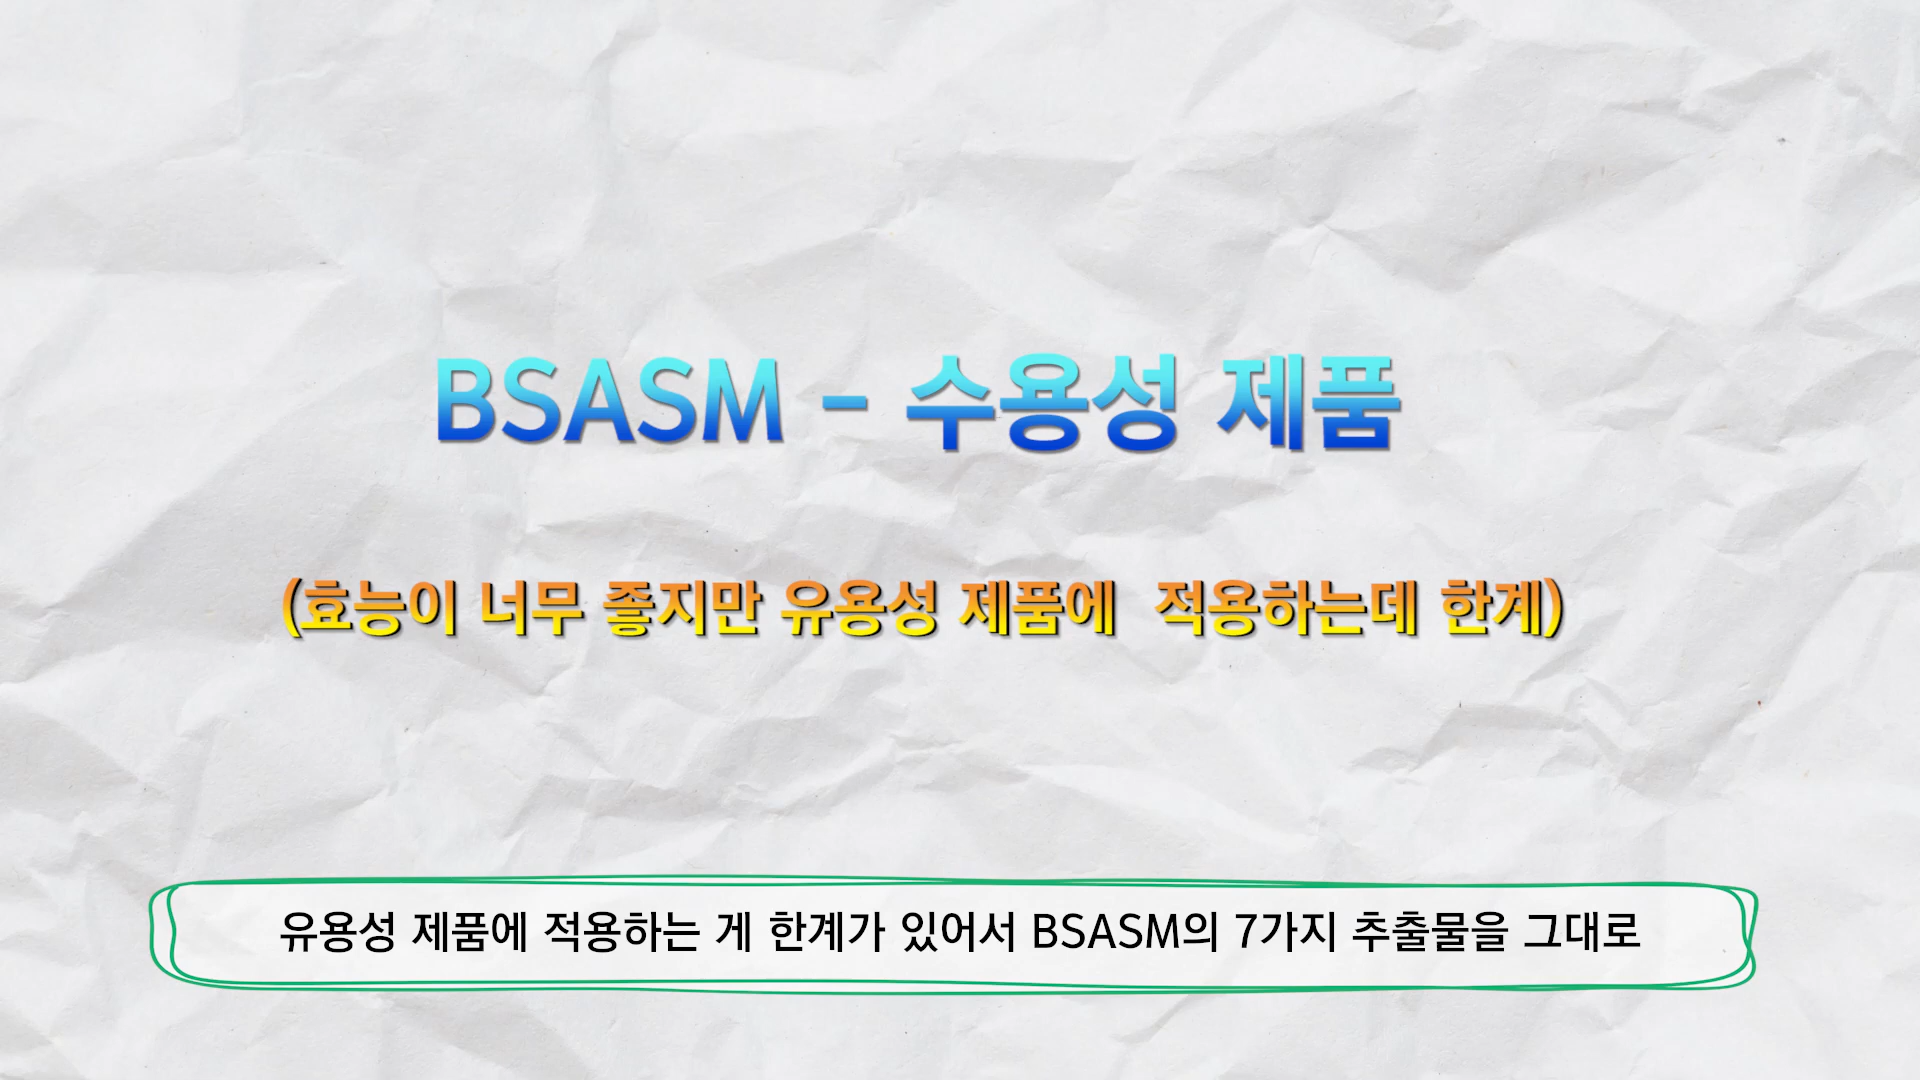 BSASM - 수용성 제품
(효능이 너무 좋지만 유용성 제품에 적용하는데 한계)
유용성 제품에 적용하는 게 한계가 있어서 BSASM의 7가지 추출물을 그대로